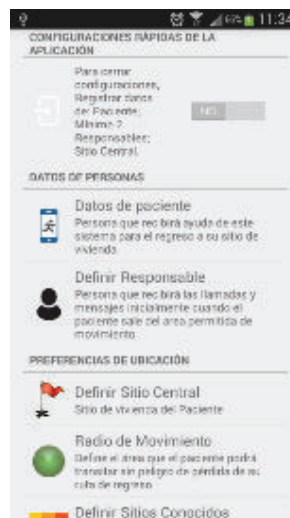 67% 11:34
CONFIGURACIONES RÁPIDAS DE LA
APLICACIÓN
Para cerrar
configuraciones,
Registrar datos
de: Paciente;
Mínimo 2
Responsables;
Sitio Central.
NO
DATOS DE PERSONAS
Datos de paciente
Persona que recibirá ayuda de este
sistema para el regreso a su sitio de
vivienda
Definir Responsable
Persona que recibirá las llamadas y
mensajes inicialmente cuando el
paciente sale del area permitida de
movimiento
PREFERENCIAS DE UBICACIÓN
Definir Sitio Central
Sitio de vivienda del Paciente
Radio de Movimiento
Define el área que el paciente podrá
transitar sin peligro de pérdida de su
ruta de regreso
Definir Sitios Conocidos